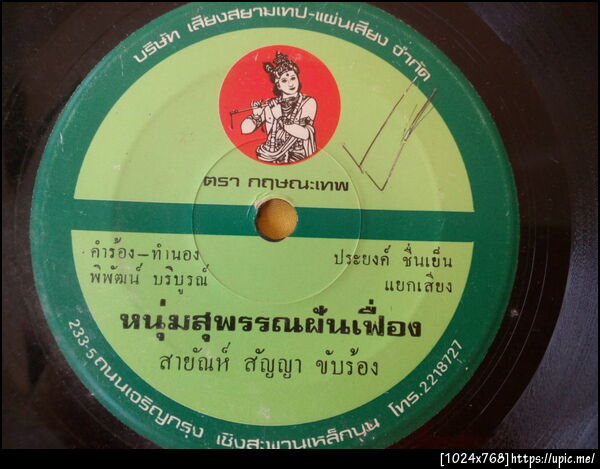 บริษัท เสียงสยามเทป-แผ่นเสียง จำกัด
ตรา กฤษณะเทพ
คำร้อง-ทำนอง
พิพัฒน์ บริบูรณ์
ประยงค์ ชื่นเย็น
แยกเสียง
หนุ่มสุพรรณฝันเฟื่อง
สายัณห์ สัญญา ขับร้อง
233-5 ถนนเจริญกรุง เชิงสะพานเหล็กบน โทร. 2218727
[1024x768]https://upic.me/